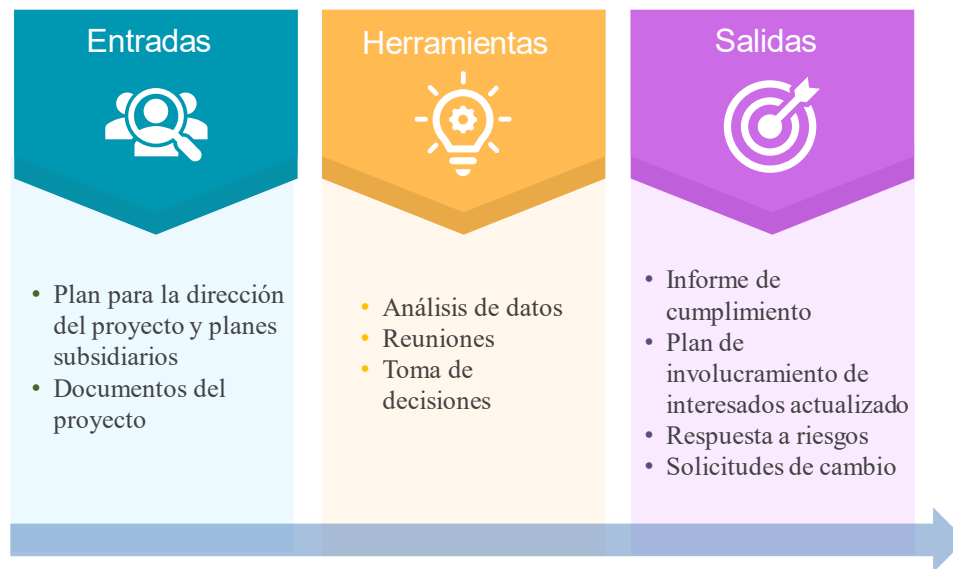 Entradas
• Plan para la dirección
del proyecto y planes
subsidiarios
• Documentos del
proyecto
Herramientas
• Análisis de datos
• Reuniones
• Toma de
decisiones
Salidas
• Informe de
cumplimiento
• Plan de
involucramiento de
interesados actualizado
• Respuesta a riesgos
• Solicitudes de cambio